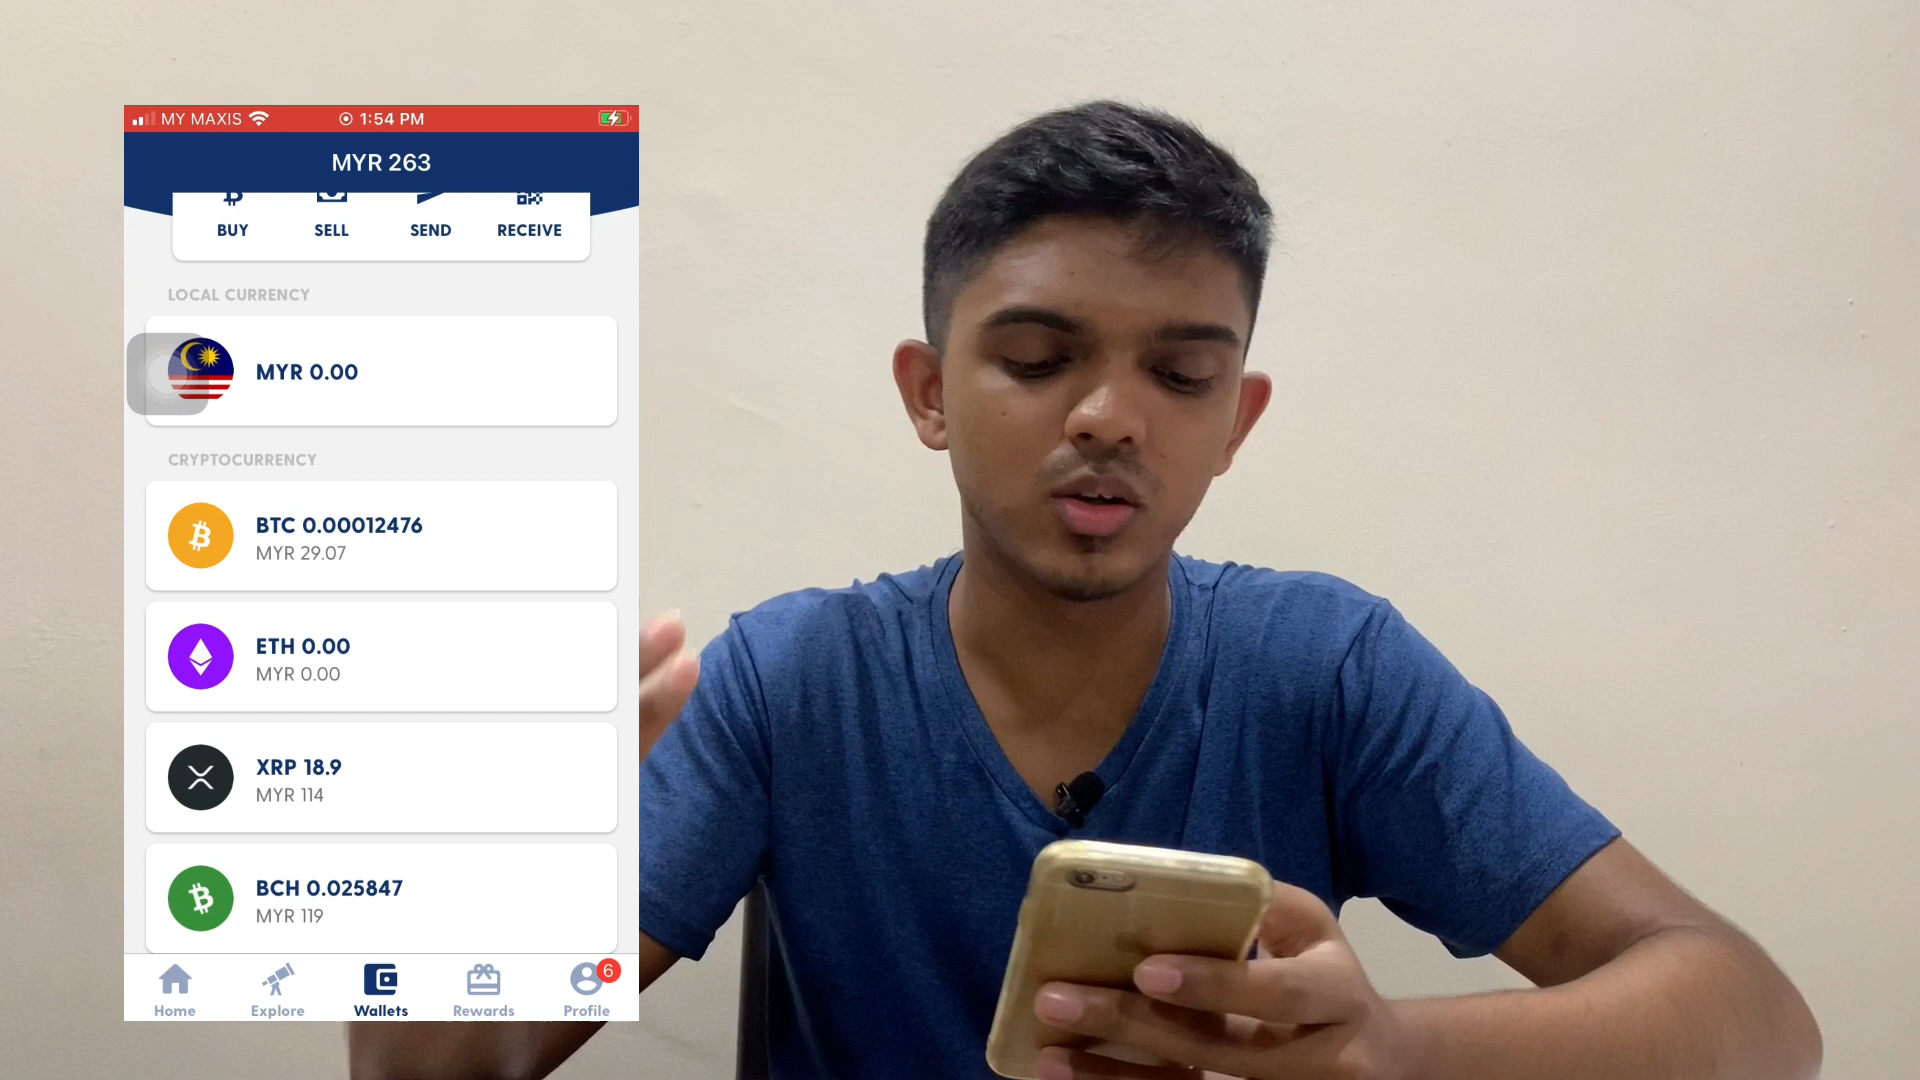 MY MAXIS 1:54 PM
MYR 263
BUY SELL SEND RECEIVE
LOCAL CURRENCY
MYR 0.00
CRYPTOCURRENCY
BTC 0.00012476
MYR 29.07
ETH 0.00
MYR 0.00
XRP 18.9
MYR 114
BCH 0.025847
MYR 119
6
Home Explore Wallets Rewards Profile